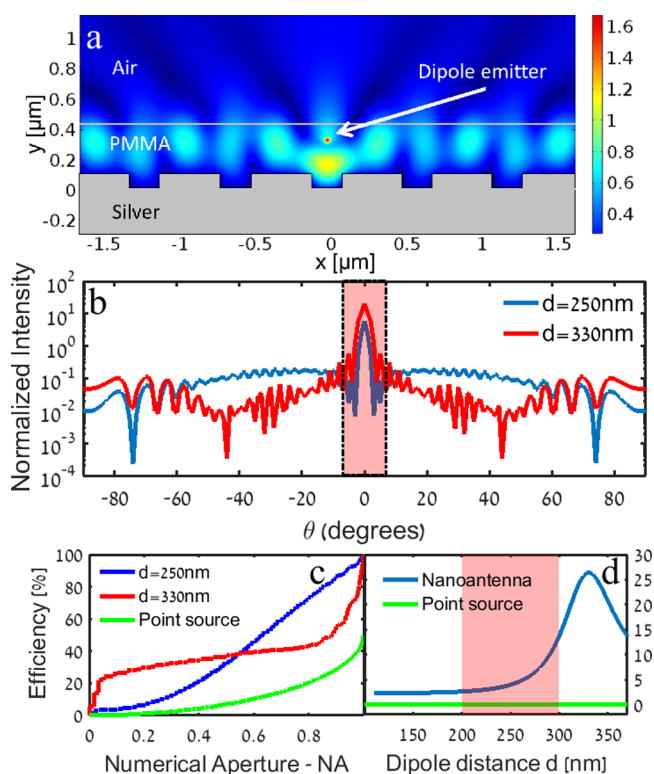 a
Air
Dipole emitter
PMMA
Silver
y [µm]
1
0.8
0.6
0.4
0.2
0
-0.2
-1.5 -1 -0.5 0 0.5 1 1.5
x [µm]
1.6
1.4
1.2
1
0.8
0.6
0.4
b
d=250nm
d=330nm
Normalized Intensity
10^2
10^1
10^0
10^-1
10^-2
10^-3
10^-4
-80 -60 -40 -20 0 20 40 60 80
θ (degrees)
c
d=250nm
d=330nm
Point source
Efficiency [%]
100
80
60
40
20
0
0 0.2 0.4 0.6 0.8
Numerical Aperture - NA
d
Nanoantenna
Point source
30
25
20
15
10
5
0
150 200 250 300 350
Dipole distance d [nm]